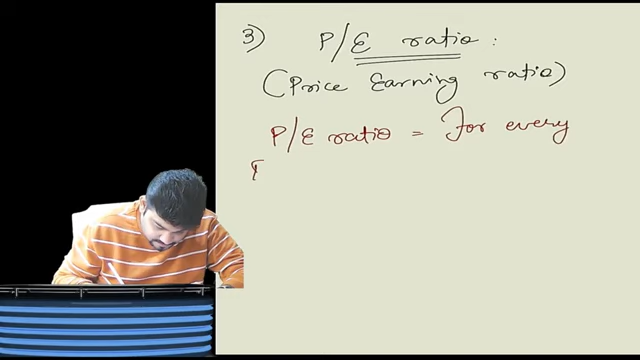 3) P/E ratio :
(Price Earning ratio)
P/E ratio = For every